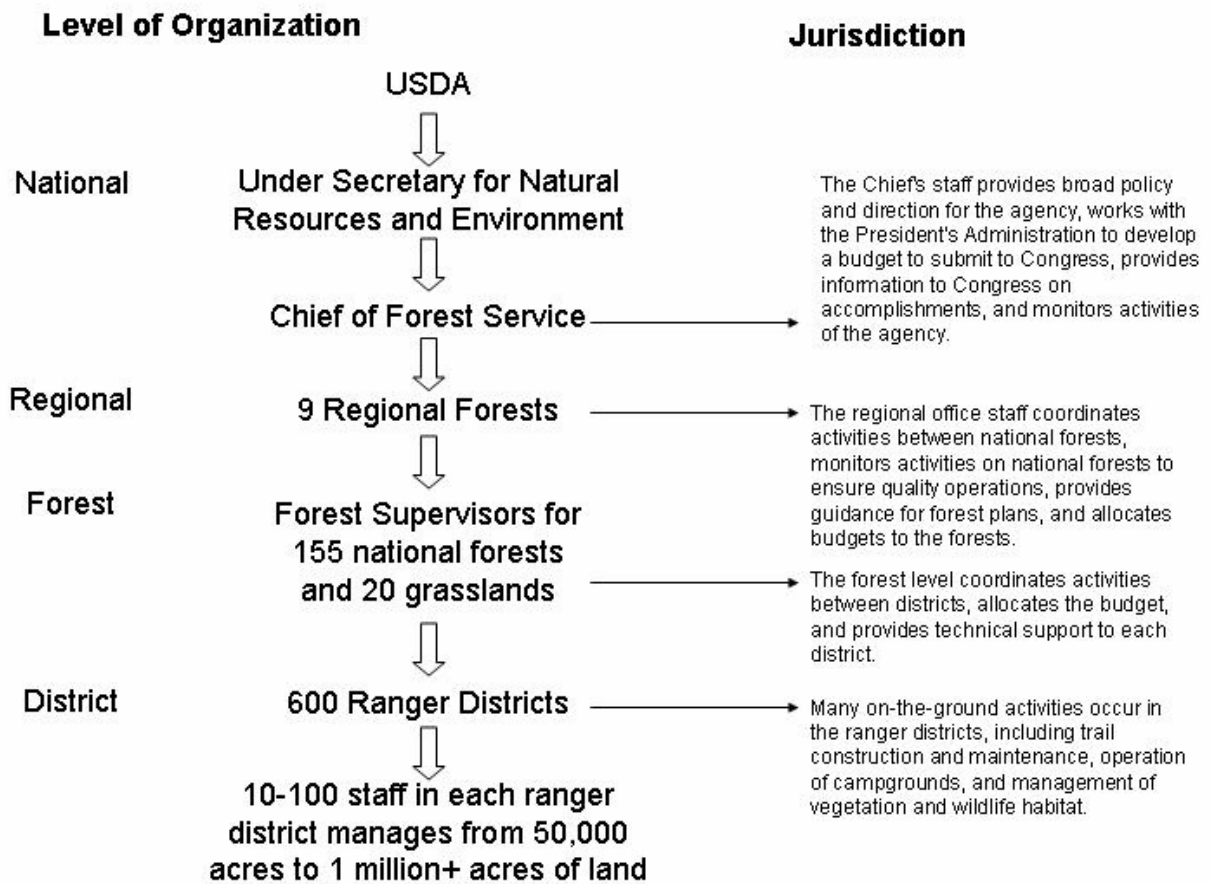 Level of Organization
Jurisdiction
USDA
National
Under Secretary for Natural
Resources and Environment
The Chief's staff provides broad policy
and direction for the agency, works with
the President's Administration to develop
a budget to submit to Congress, provides
information to Congress on
accomplishments, and monitors activities
of the agency.
Chief of Forest Service
Regional
9 Regional Forests
The regional office staff coordinates
activities between national forests,
monitors activities on national forests to
ensure quality operations, provides
guidance for forest plans, and allocates
budgets to the forests.
Forest
Forest Supervisors for
155 national forests
and 20 grasslands
The forest level coordinates activities
between districts, allocates the budget,
and provides technical support to each
district.
District
600 Ranger Districts
Many on-the-ground activities occur in
the ranger districts, including trail
construction and maintenance, operation
of campgrounds, and management of
vegetation and wildlife habitat.
10-100 staff in each ranger
district manages from 50,000
acres to 1 million+ acres of land